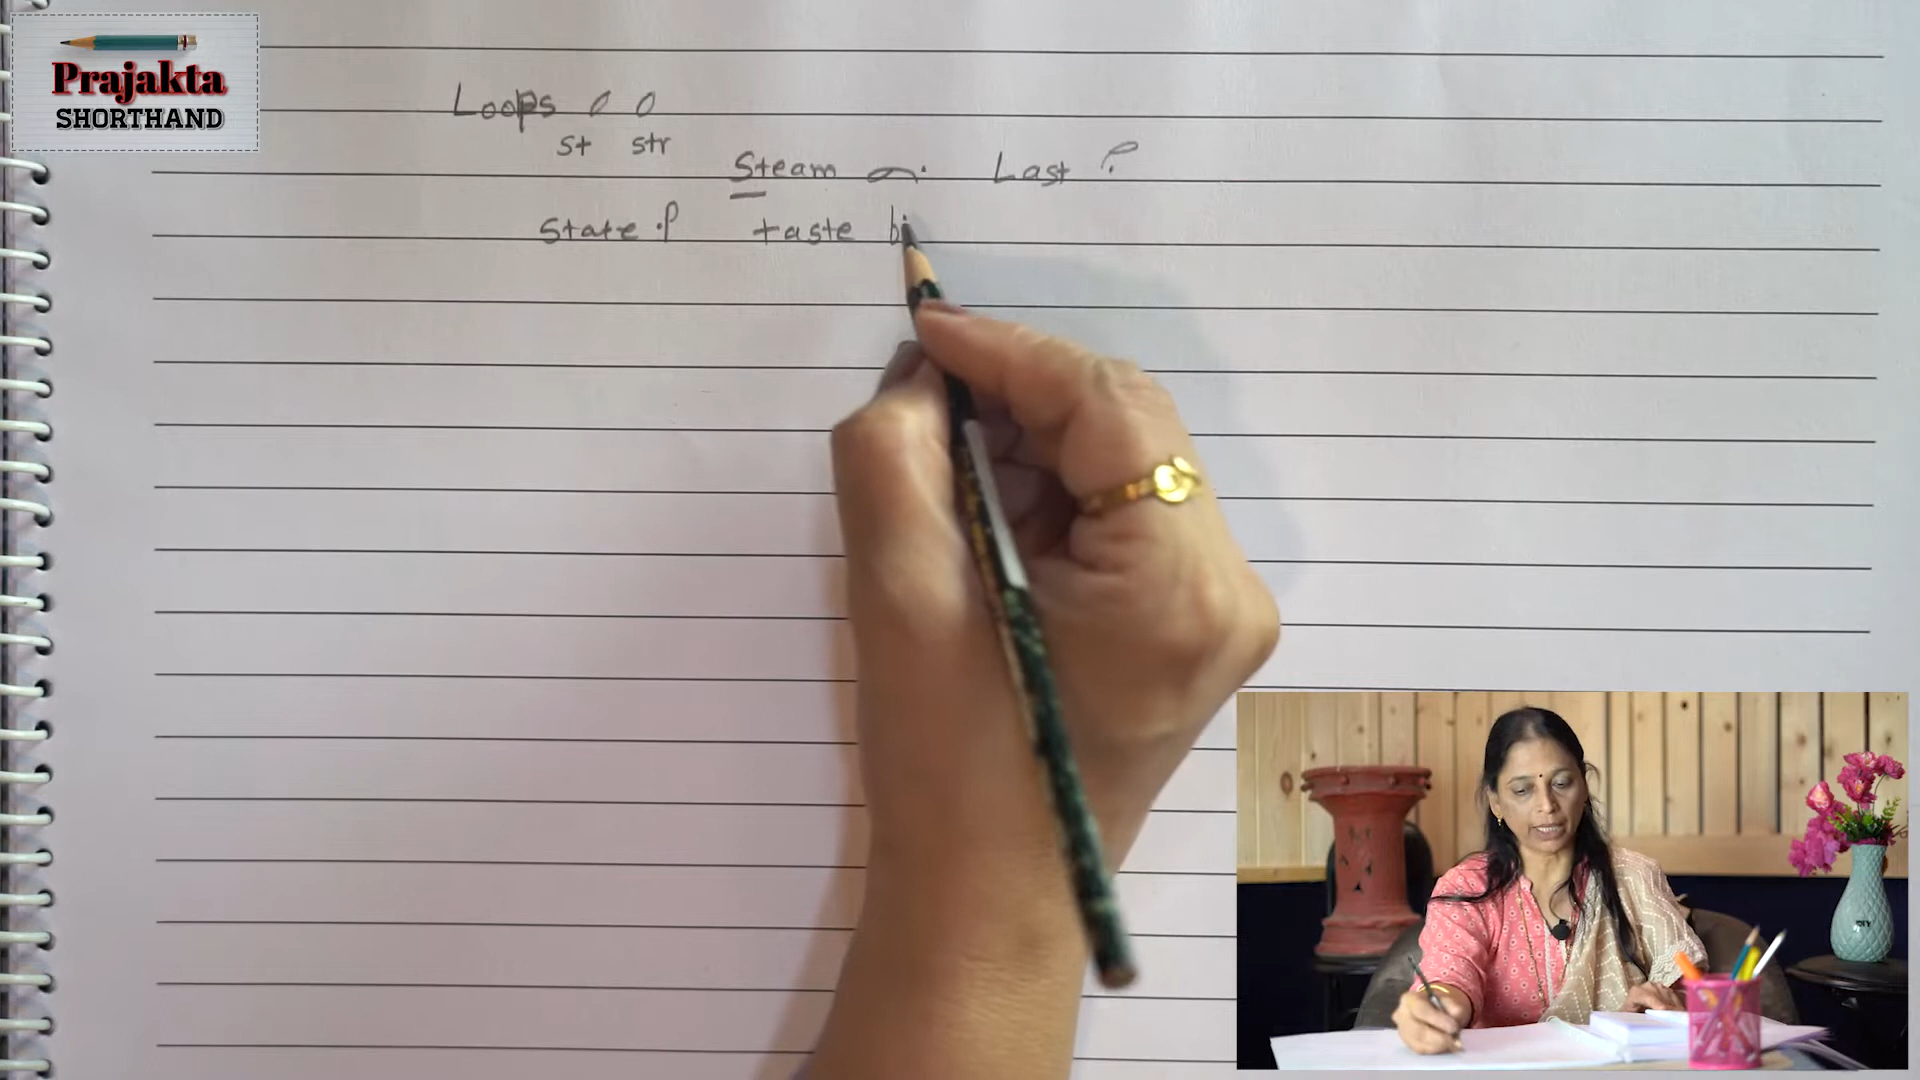 Prajakta
SHORTHAND
Loops
st str
Steam Last
State taste